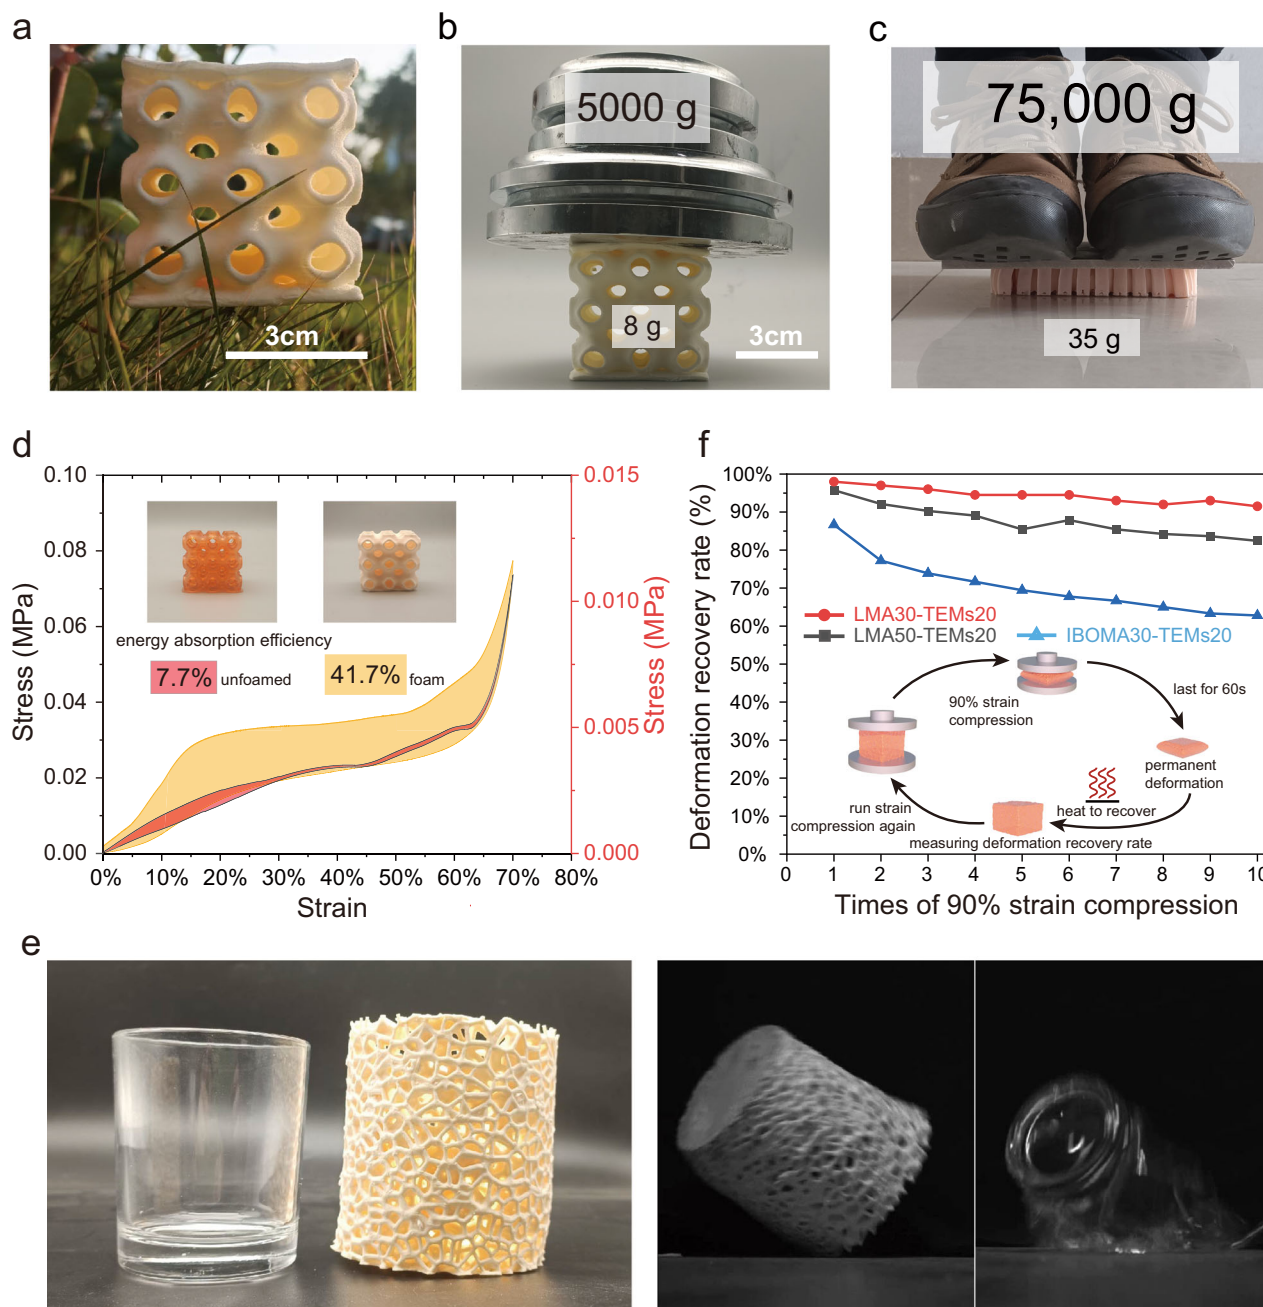 a
b
c
5000 g
8 g
3cm
3cm
75,000 g
35 g
d
0.10
0.08
0.06
0.04
0.02
0.00
Stress (MPa)
0.015
0.010
0.005
0.000
Stress (MPa)
energy absorption efficiency
7.7% unfoamed
41.7% foam
0% 10% 20% 30% 40% 50% 60% 70% 80%
Strain
f
100%
90%
80%
70%
60%
50%
40%
30%
20%
10%
0%
Deformation recovery rate (%)
LMA30-TEMs20
LMA50-TEMs20
IBOMA30-TEMs20
90% strain
compression
last for 60s
permanent
deformation
heat to recover
measuring deformation recovery rate
run strain
compression again
0 1 2 3 4 5 6 7 8 9 10
Times of 90% strain compression
e